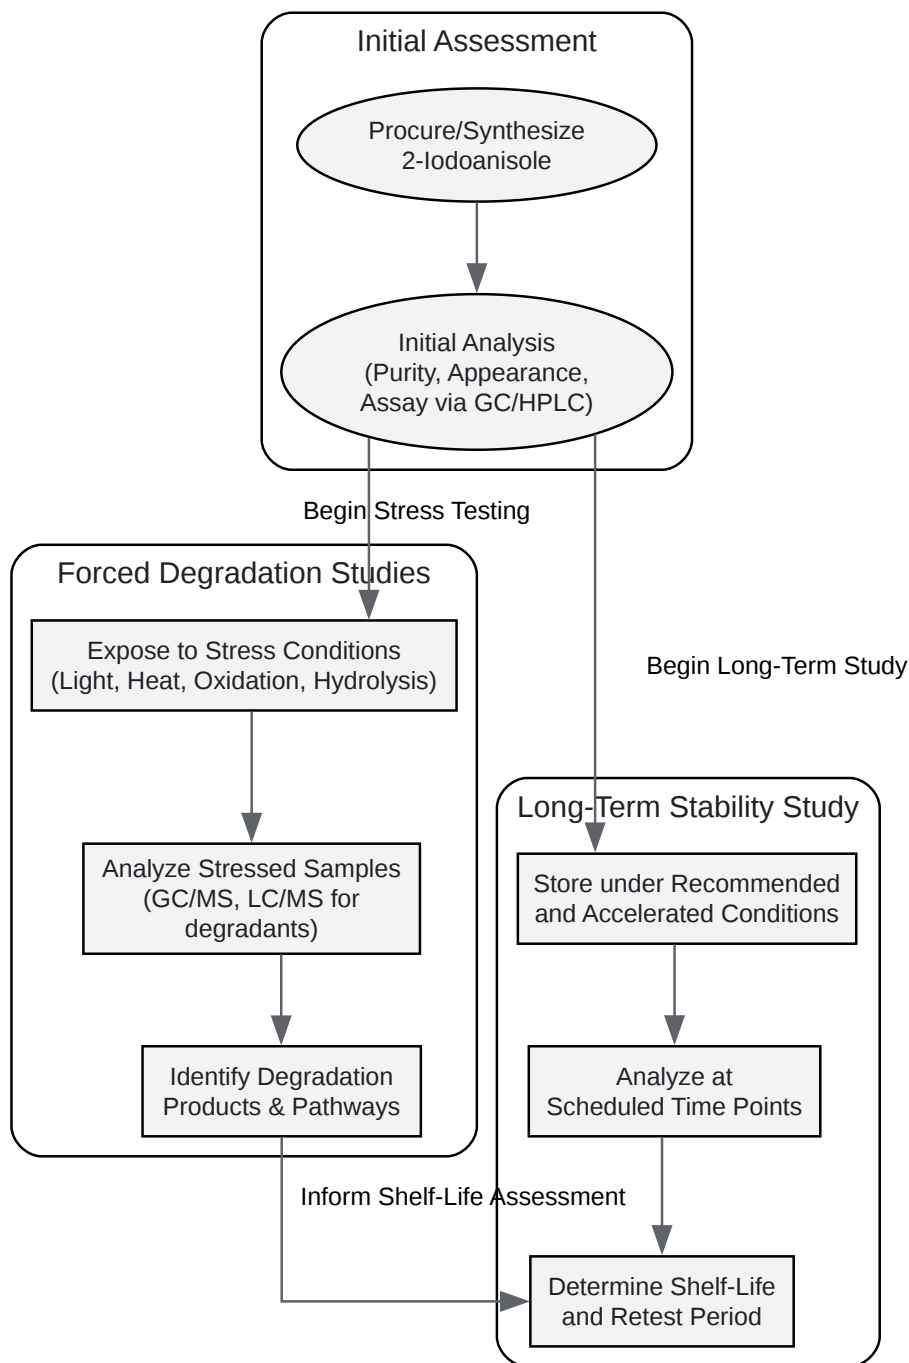 Initial Assessment
Procure/Synthesize
2-Iodoanisole
Initial Analysis
(Purity, Appearance,
Assay via GC/HPLC)
Begin Stress Testing
Forced Degradation Studies
Expose to Stress Conditions
(Light, Heat, Oxidation, Hydrolysis)
Analyze Stressed Samples
(GC/MS, LC/MS for
degradants)
Identify Degradation
Products & Pathways
Inform Shelf-Life Assessment
Begin Long-Term Study
Long-Term Stability Study
Store under Recommended
and Accelerated Conditions
Analyze at
Scheduled Time Points
Determine Shelf-Life
and Retest Period